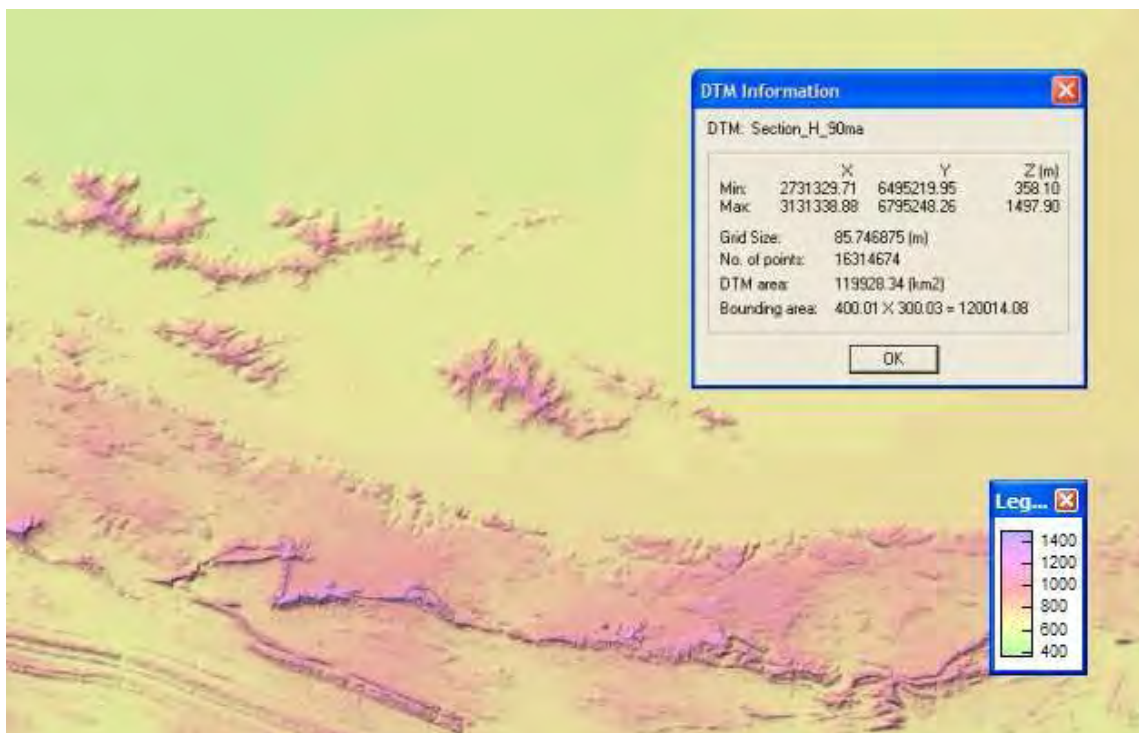 DTM Information
DTM: Section_H_90ma
X Y Z (m)
Min: 2731329.71 6495219.95 358.10
Max: 3131338.88 6795248.26 1497.90
Grid Size: 85.746875 (m)
No. of points: 16314674
DTM area: 119928.34 (km2)
Bounding area: 400.01 X 300.03 = 120014.08
OK
Leg...
1400
1200
1000
800
600
400